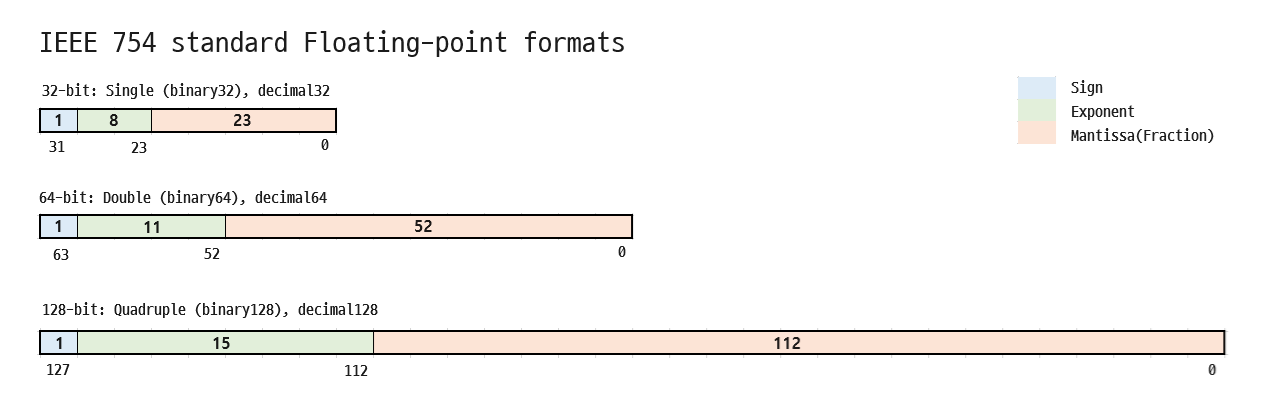 IEEE 754 standard Floating-point formats
32-bit: Single (binary32), decimal32
1 8 23
31 23 0
Sign
Exponent
Mantissa(Fraction)
64-bit: Double (binary64), decimal64
1 11 52
63 52 0
128-bit: Quadruple (binary128), decimal128
1 15 112
127 112 0